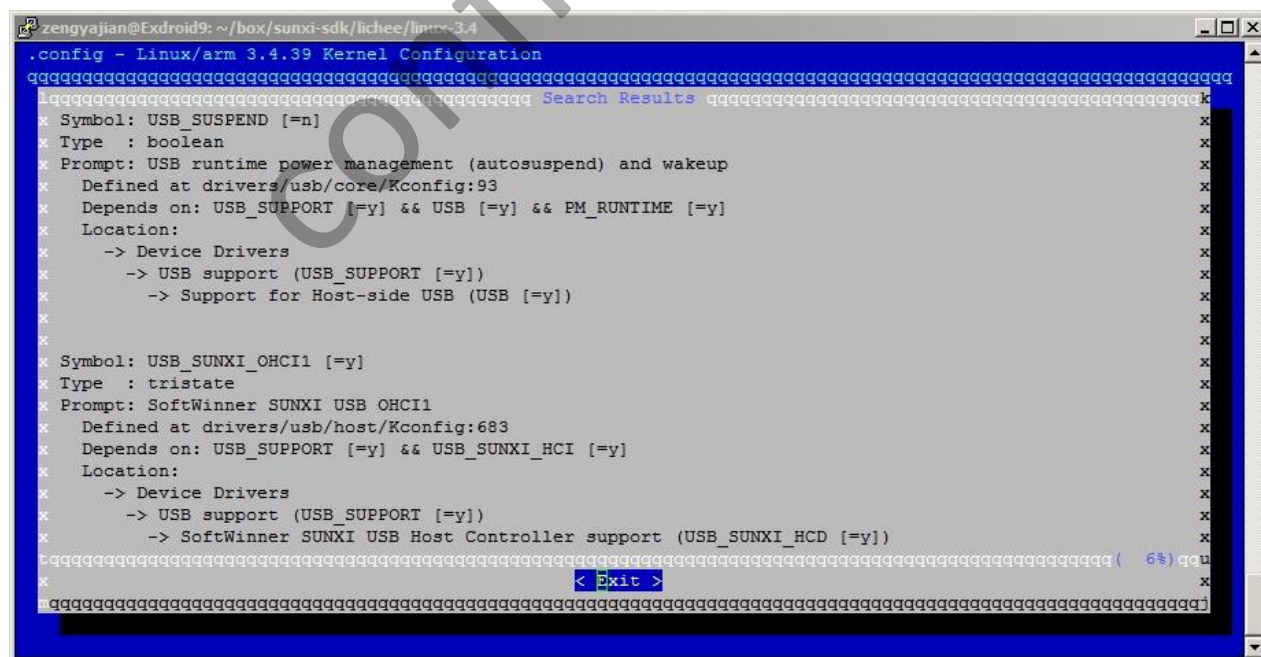 zengyajian@Exdroid9: ~/box/sunxi-sdk/lichee/linux-3.4
.config - Linux/arm 3.4.39 Kernel Configuration
Search Results
Symbol: USB_SUSPEND [=n]
Type  : boolean
Prompt: USB runtime power management (autosuspend) and wakeup
Defined at drivers/usb/core/Kconfig:93
Depends on: USB_SUPPORT [=y] && USB [=y] && PM_RUNTIME [=y]
Location:
-> Device Drivers
-> USB support (USB_SUPPORT [=y])
-> Support for Host-side USB (USB [=y])
Symbol: USB_SUNXI_OHCI1 [=y]
Type  : tristate
Prompt: SoftWinner SUNXI USB OHCI1
Defined at drivers/usb/host/Kconfig:683
Depends on: USB_SUPPORT [=y] && USB_SUNXI_HCI [=y]
Location:
-> Device Drivers
-> USB support (USB_SUPPORT [=y])
-> SoftWinner SUNXI USB Host Controller support (USB_SUNXI_HCD [=y])
( 6%)
< Exit >